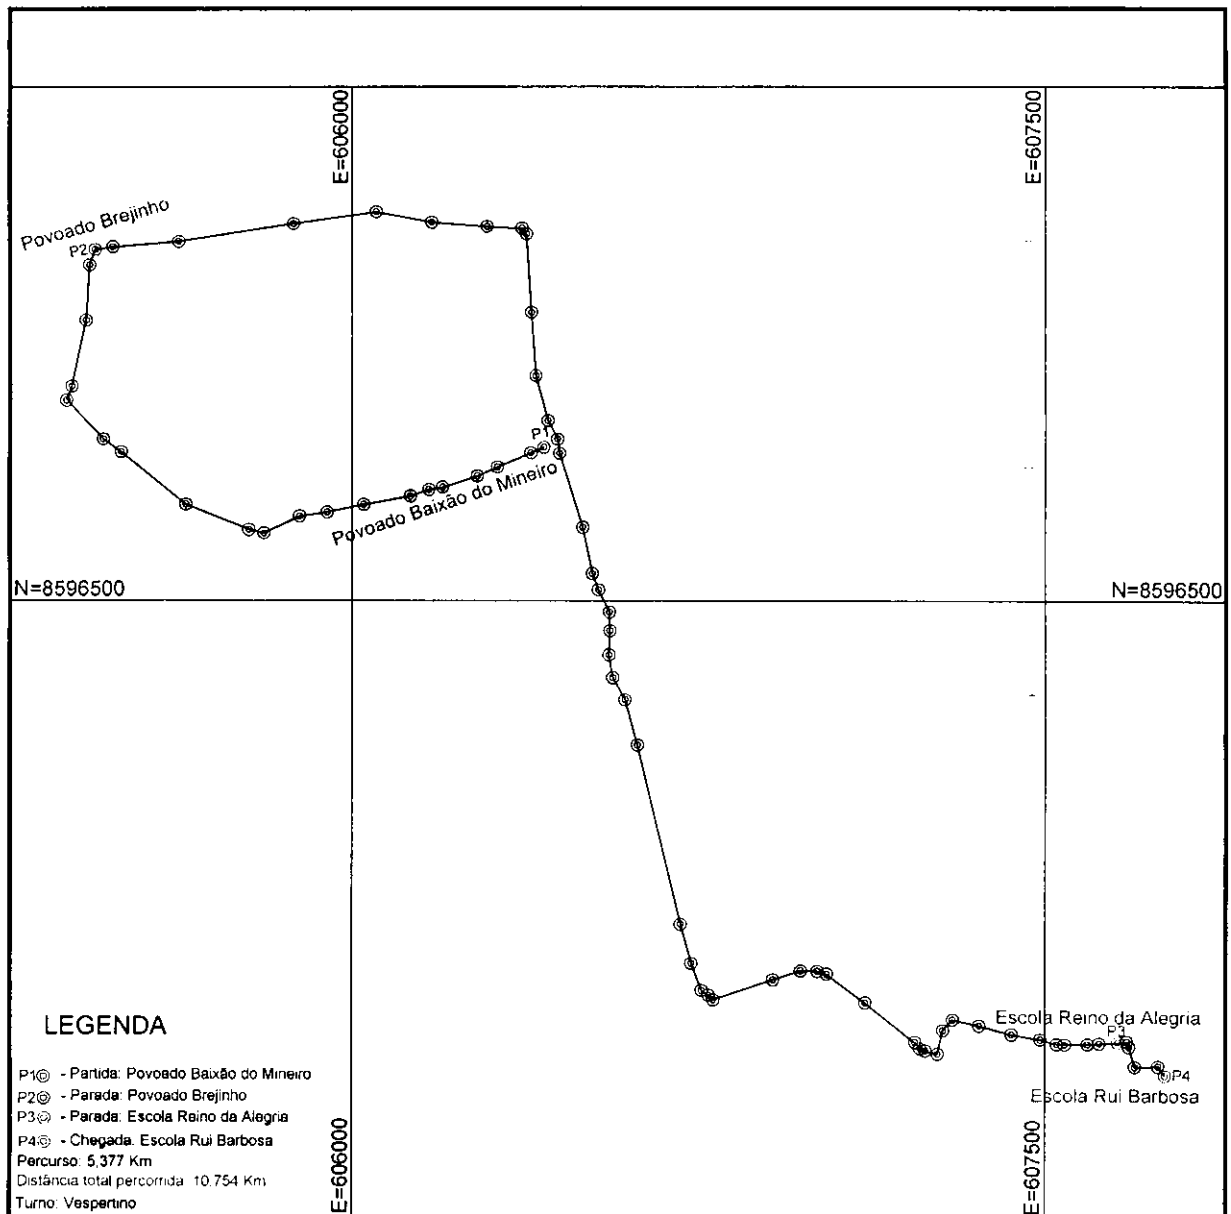 E=606000
E=607500
Povoado Brejinho
P2
P1
Povoado Baixão do Mineiro
N=8596500
N=8596500
Escola Reino da Alegria
P3
P4
Escola Rui Barbosa
LEGENDA
P1 - Partida: Povoado Baixão do Mineiro
P2 - Parada: Povoado Brejinho
P3 - Parada: Escola Reino da Alegria
P4 - Chegada: Escola Rui Barbosa
Percurso: 5,377 Km
Distância total percorrida 10,754 Km
Turno: Vespertino
E=606000
E=607500